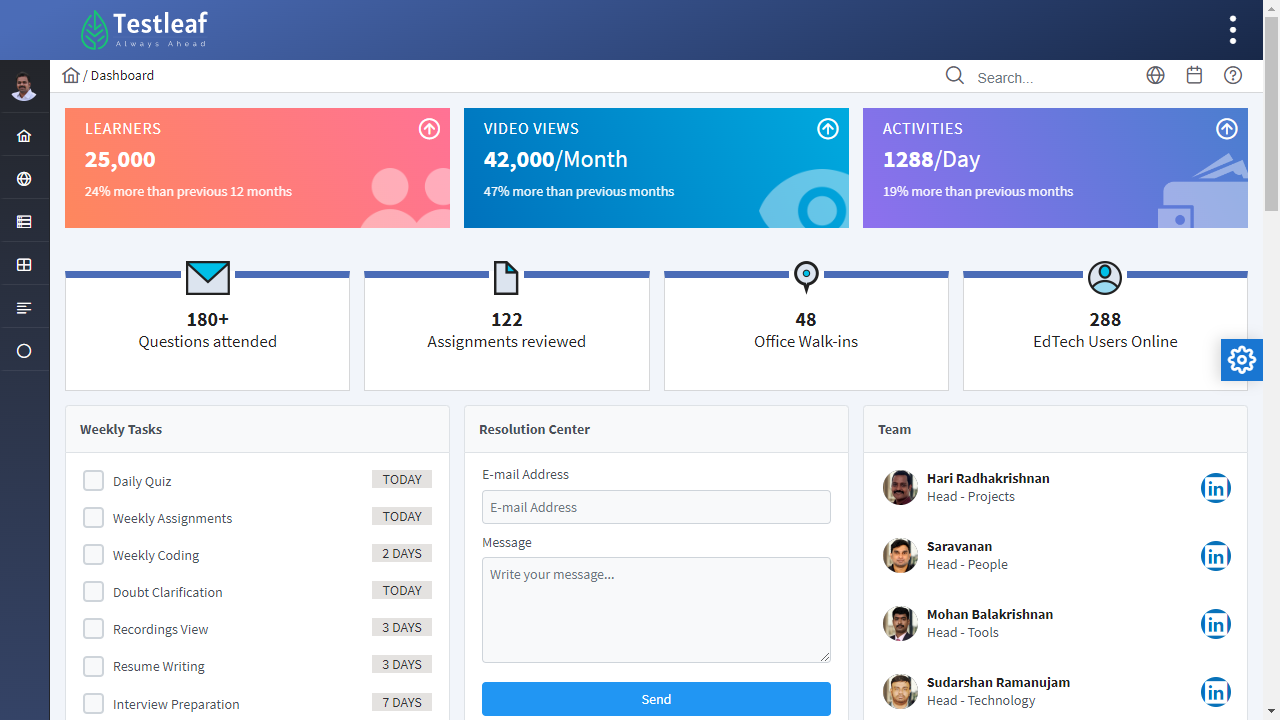 Testleaf
Always Ahead
/ Dashboard
Search...
LEARNERS
25,000
24% more than previous 12 months
VIDEO VIEWS
42,000/Month
47% more than previous months
ACTIVITIES
1288/Day
19% more than previous months
180+
Questions attended
122
Assignments reviewed
48
Office Walk-ins
288
EdTech Users Online
Weekly Tasks
Daily Quiz TODAY
Weekly Assignments TODAY
Weekly Coding 2 DAYS
Doubt Clarification TODAY
Recordings View 3 DAYS
Resume Writing 3 DAYS
Interview Preparation 7 DAYS
Resolution Center
E-mail Address
E-mail Address
Message
Write your message...
Send
Team
Hari Radhakrishnan
Head - Projects
in
Saravanan
Head - People
in
Mohan Balakrishnan
Head - Tools
in
Sudarshan Ramanujam
Head - Technology
in